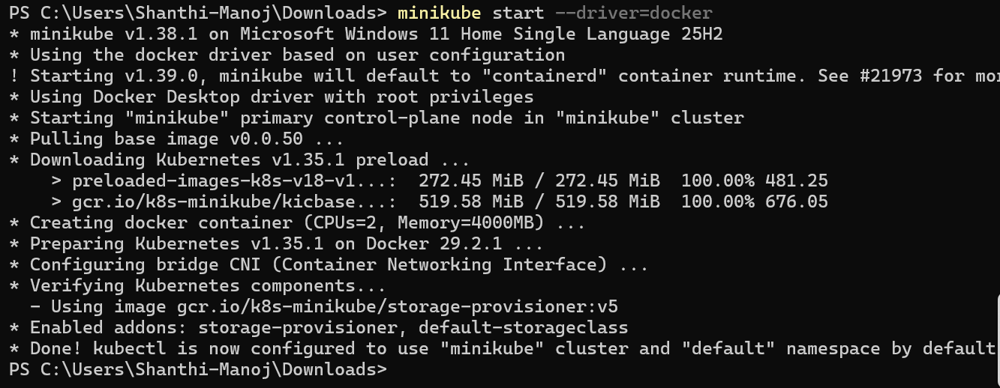 PS C:\Users\Shanthi-Manoj\Downloads> minikube start --driver=docker
* minikube v1.38.1 on Microsoft Windows 11 Home Single Language 25H2
* Using the docker driver based on user configuration
! Starting v1.39.0, minikube will default to "containerd" container runtime. See #21973 for mor
* Using Docker Desktop driver with root privileges
* Starting "minikube" primary control-plane node in "minikube" cluster
* Pulling base image v0.0.50 ...
* Downloading Kubernetes v1.35.1 preload ...
    > preloaded-images-k8s-v18-v1...:  272.45 MiB / 272.45 MiB  100.00% 481.25
    > gcr.io/k8s-minikube/kicbase...:  519.58 MiB / 519.58 MiB  100.00% 676.05
* Creating docker container (CPUs=2, Memory=4000MB) ...
* Preparing Kubernetes v1.35.1 on Docker 29.2.1 ...
* Configuring bridge CNI (Container Networking Interface) ...
* Verifying Kubernetes components...
  - Using image gcr.io/k8s-minikube/storage-provisioner:v5
* Enabled addons: storage-provisioner, default-storageclass
* Done! kubectl is now configured to use "minikube" cluster and "default" namespace by default
PS C:\Users\Shanthi-Manoj\Downloads>